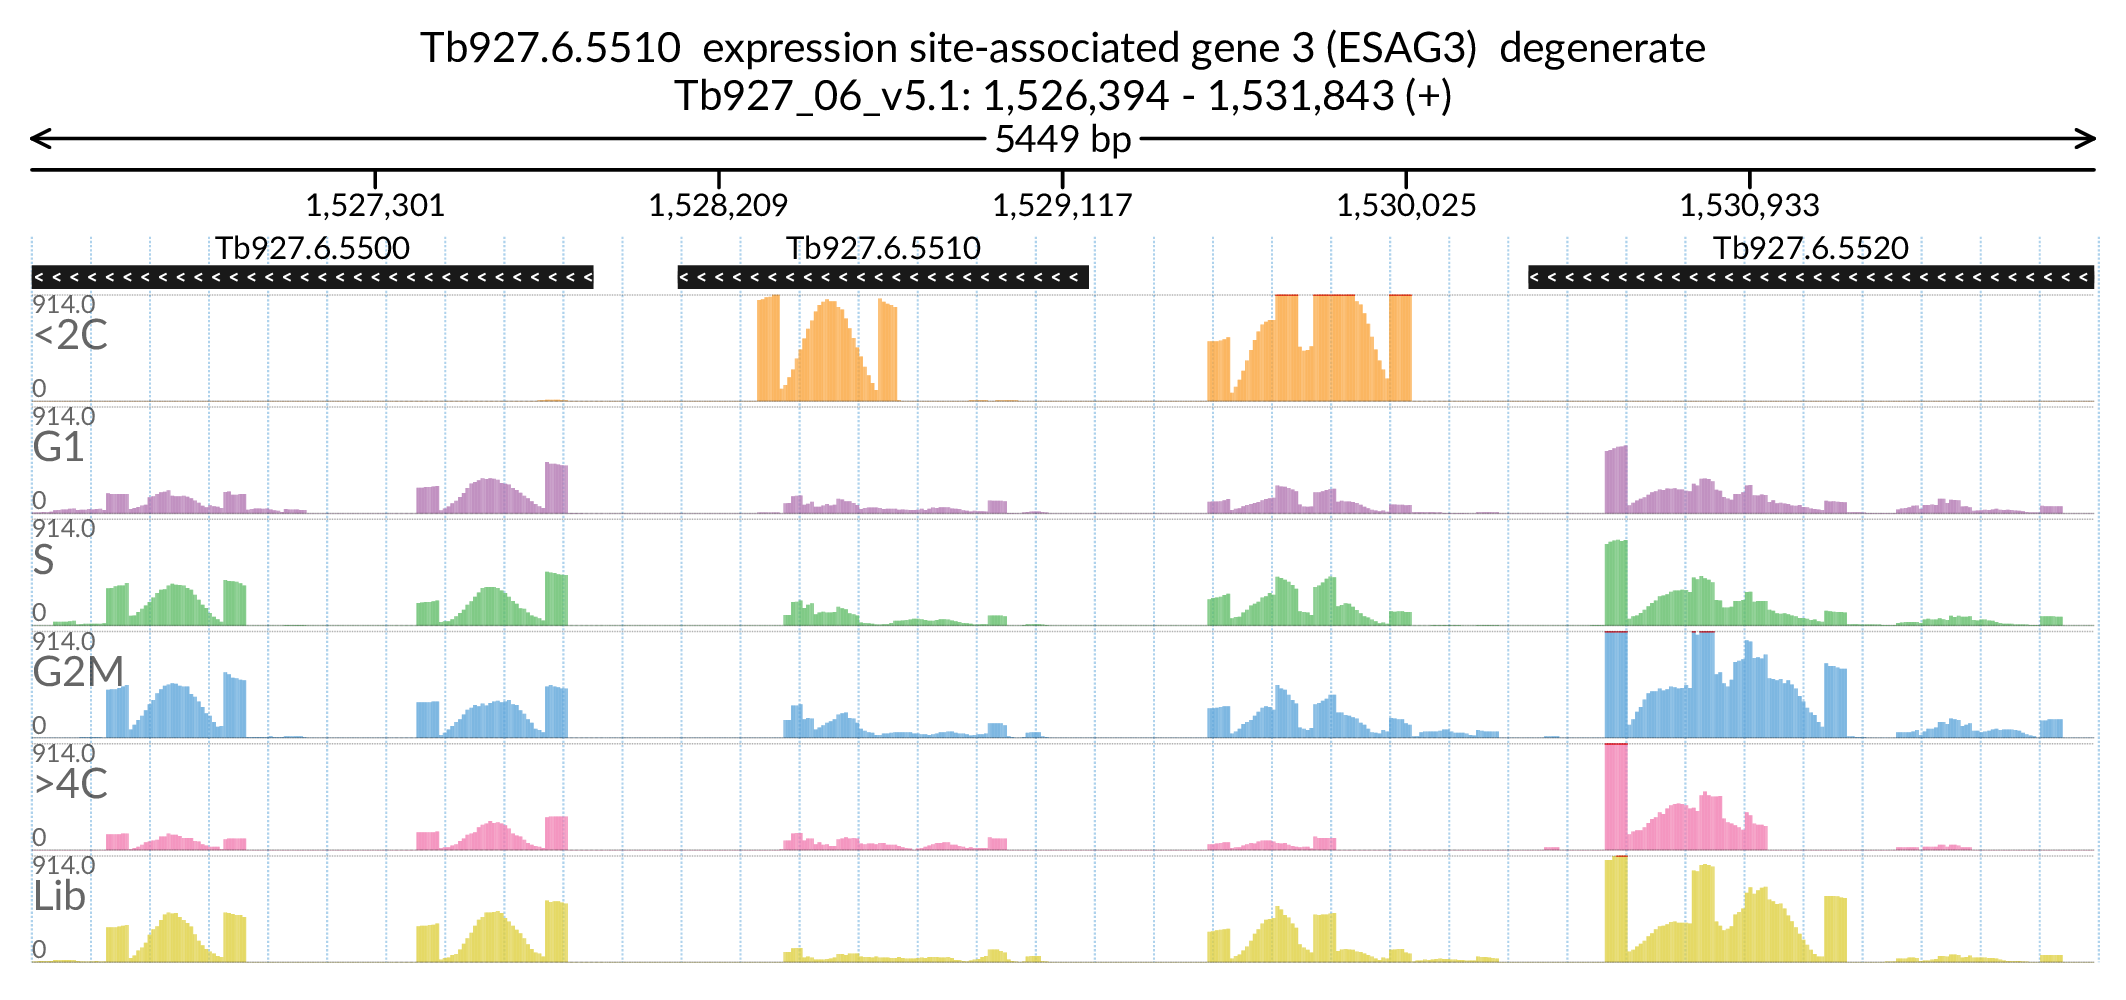 Tb927.6.5510 expression site-associated gene 3 (ESAG3) degenerate
Tb927_06_v5.1: 1,526,394 - 1,531,843 (+)
5449 bp
1,527,301 1,528,209 1,529,117 1,530,025 1,530,933
Tb927.6.5500 Tb927.6.5510 Tb927.6.5520
914.0
<2C
0
914.0
G1
0
914.0
S
0
914.0
G2M
0
914.0
>4C
0
914.0
Lib
0